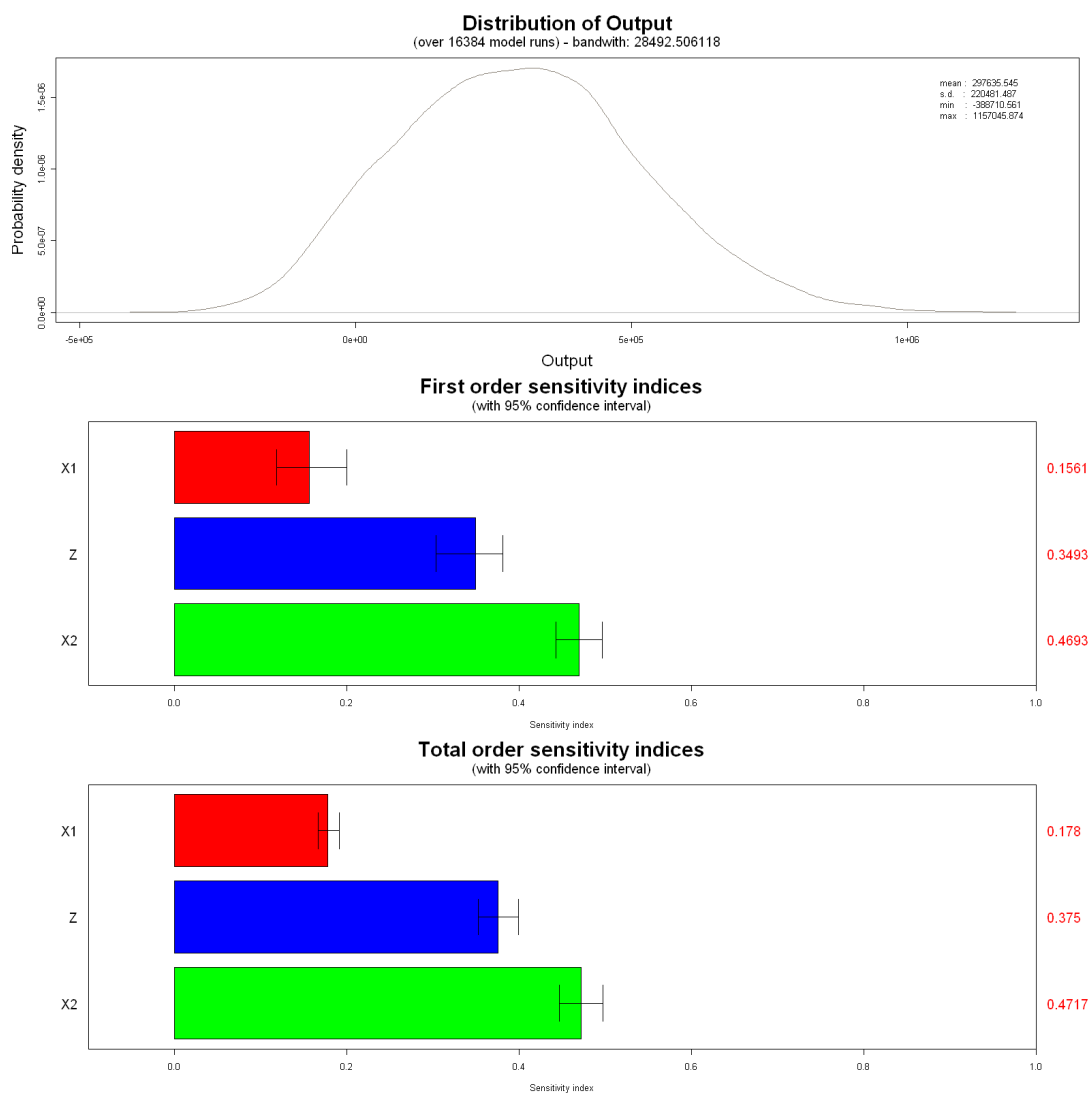 Distribution of Output
(over 16384 model runs) - bandwith: 28492.506118
mean : 297635.545
s.d. : 220481.487
min : -388710.561
max : 1157045.874
Probability density
0.0e+00
5.0e-07
1.0e-06
1.5e-06
-5e+05 0e+00 5e+05 1e+06
Output
First order sensitivity indices
(with 95% confidence interval)
X1 0.1561
Z 0.3493
X2 0.4693
0.0 0.2 0.4 0.6 0.8 1.0
Sensitivity index
Total order sensitivity indices
(with 95% confidence interval)
X1 0.178
Z 0.375
X2 0.4717
0.0 0.2 0.4 0.6 0.8 1.0
Sensitivity index